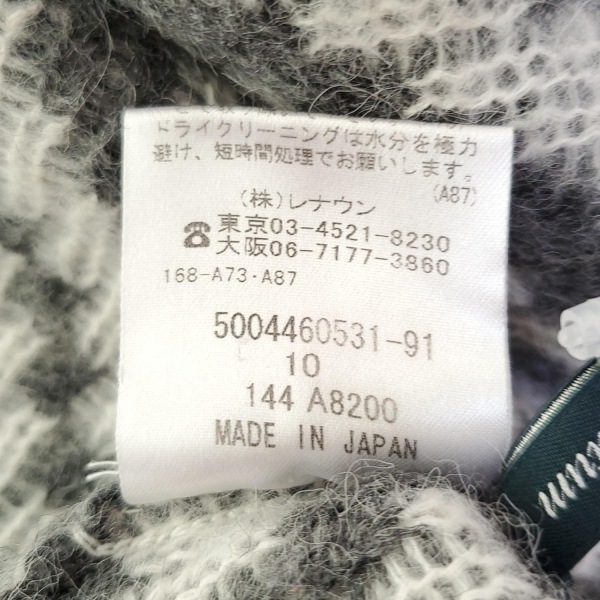 ドライクリーニングは水分を極力
避け、短時間処理でお願いします。
(A87)
(株)レナウン
☎東京03-4521-8230
大阪06-7177-3860
168-A73・A87
5004460531-91
10
144 A8200
MADE IN JAPAN